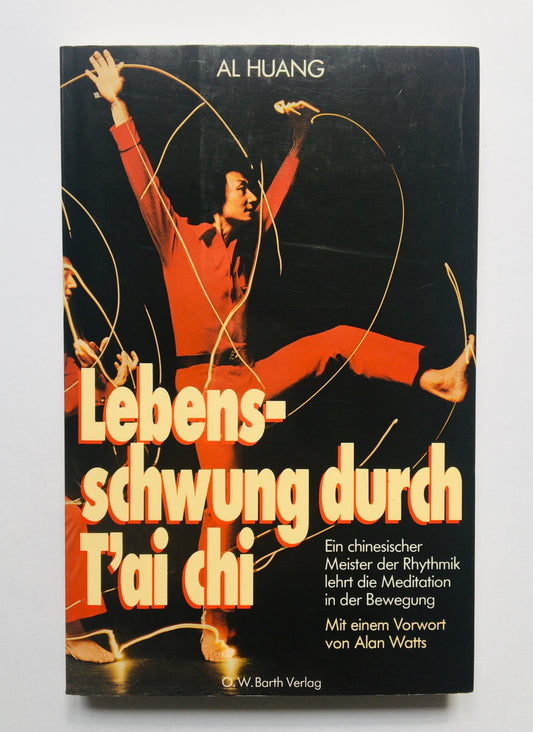 AL HUANG
Lebens-
schwung durch
T'ai chi
Ein chinesischer
Meister der Rhythmik
lehrt die Meditation
in der Bewegung
Mit einem Vorwort
von Alan Watts
O. W. Barth Verlag